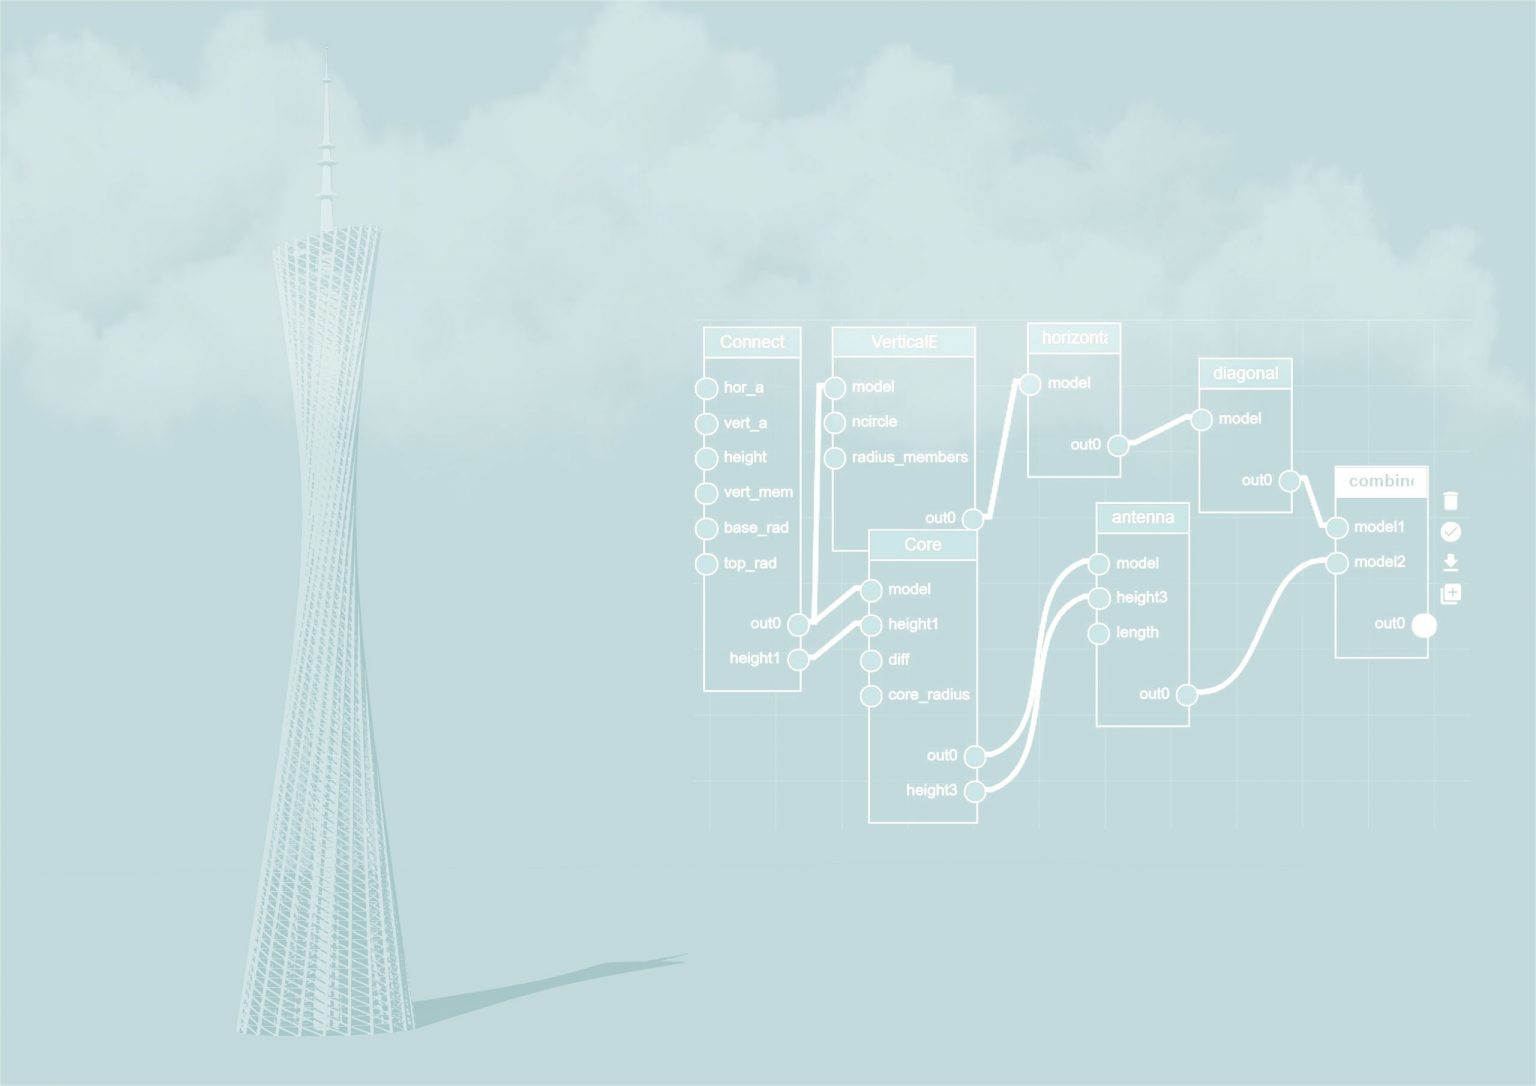 Connect
hor_a
vert_a
height
vert_mem
base_rad
top_rad
out0
height1
VerticalE
model
ncircle
radius_members
out0
Core
model
height1
diff
core_radius
out0
height3
horizonta
model
out0
antenna
model
height3
length
out0
diagonal
model
out0
combine
model1
model2
out0